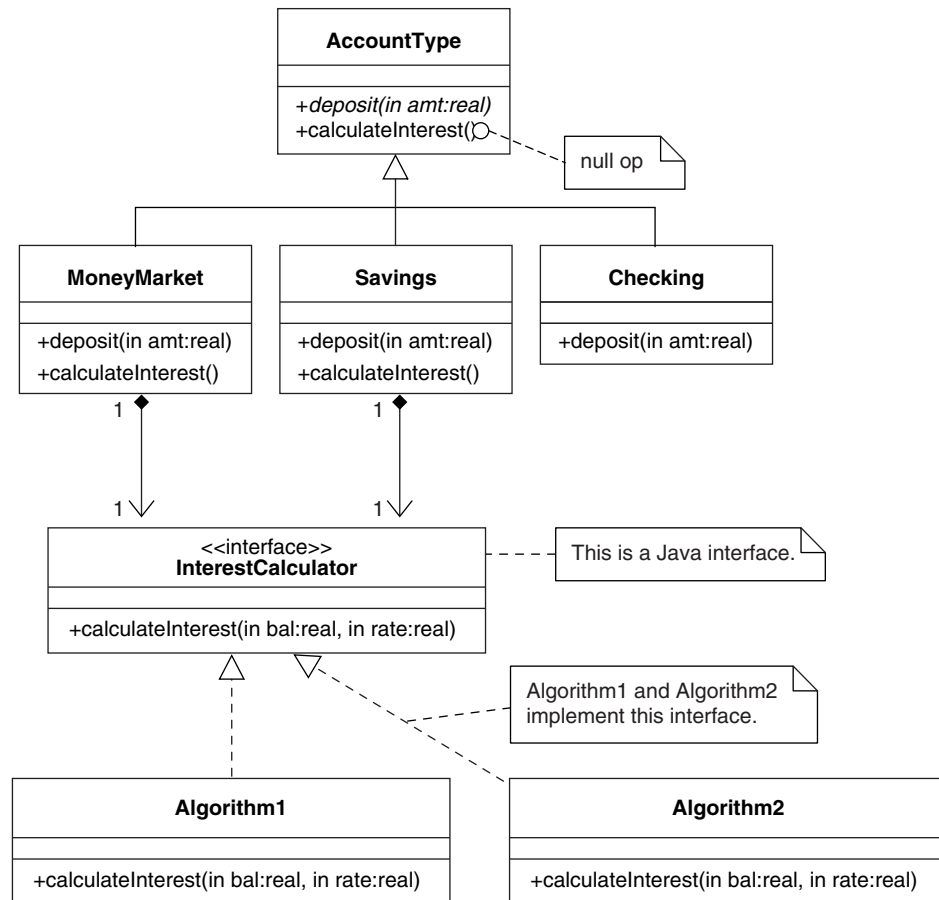 AccountType
+deposit(in amt:real)
+calculateInterest()
null op
MoneyMarket
+deposit(in amt:real)
+calculateInterest()
Savings
+deposit(in amt:real)
+calculateInterest()
Checking
+deposit(in amt:real)
1
1
1
1
<<interface>>
InterestCalculator
+calculateInterest(in bal:real, in rate:real)
This is a Java interface.
Algorithm1 and Algorithm2
implement this interface.
Algorithm1
+calculateInterest(in bal:real, in rate:real)
Algorithm2
+calculateInterest(in bal:real, in rate:real)